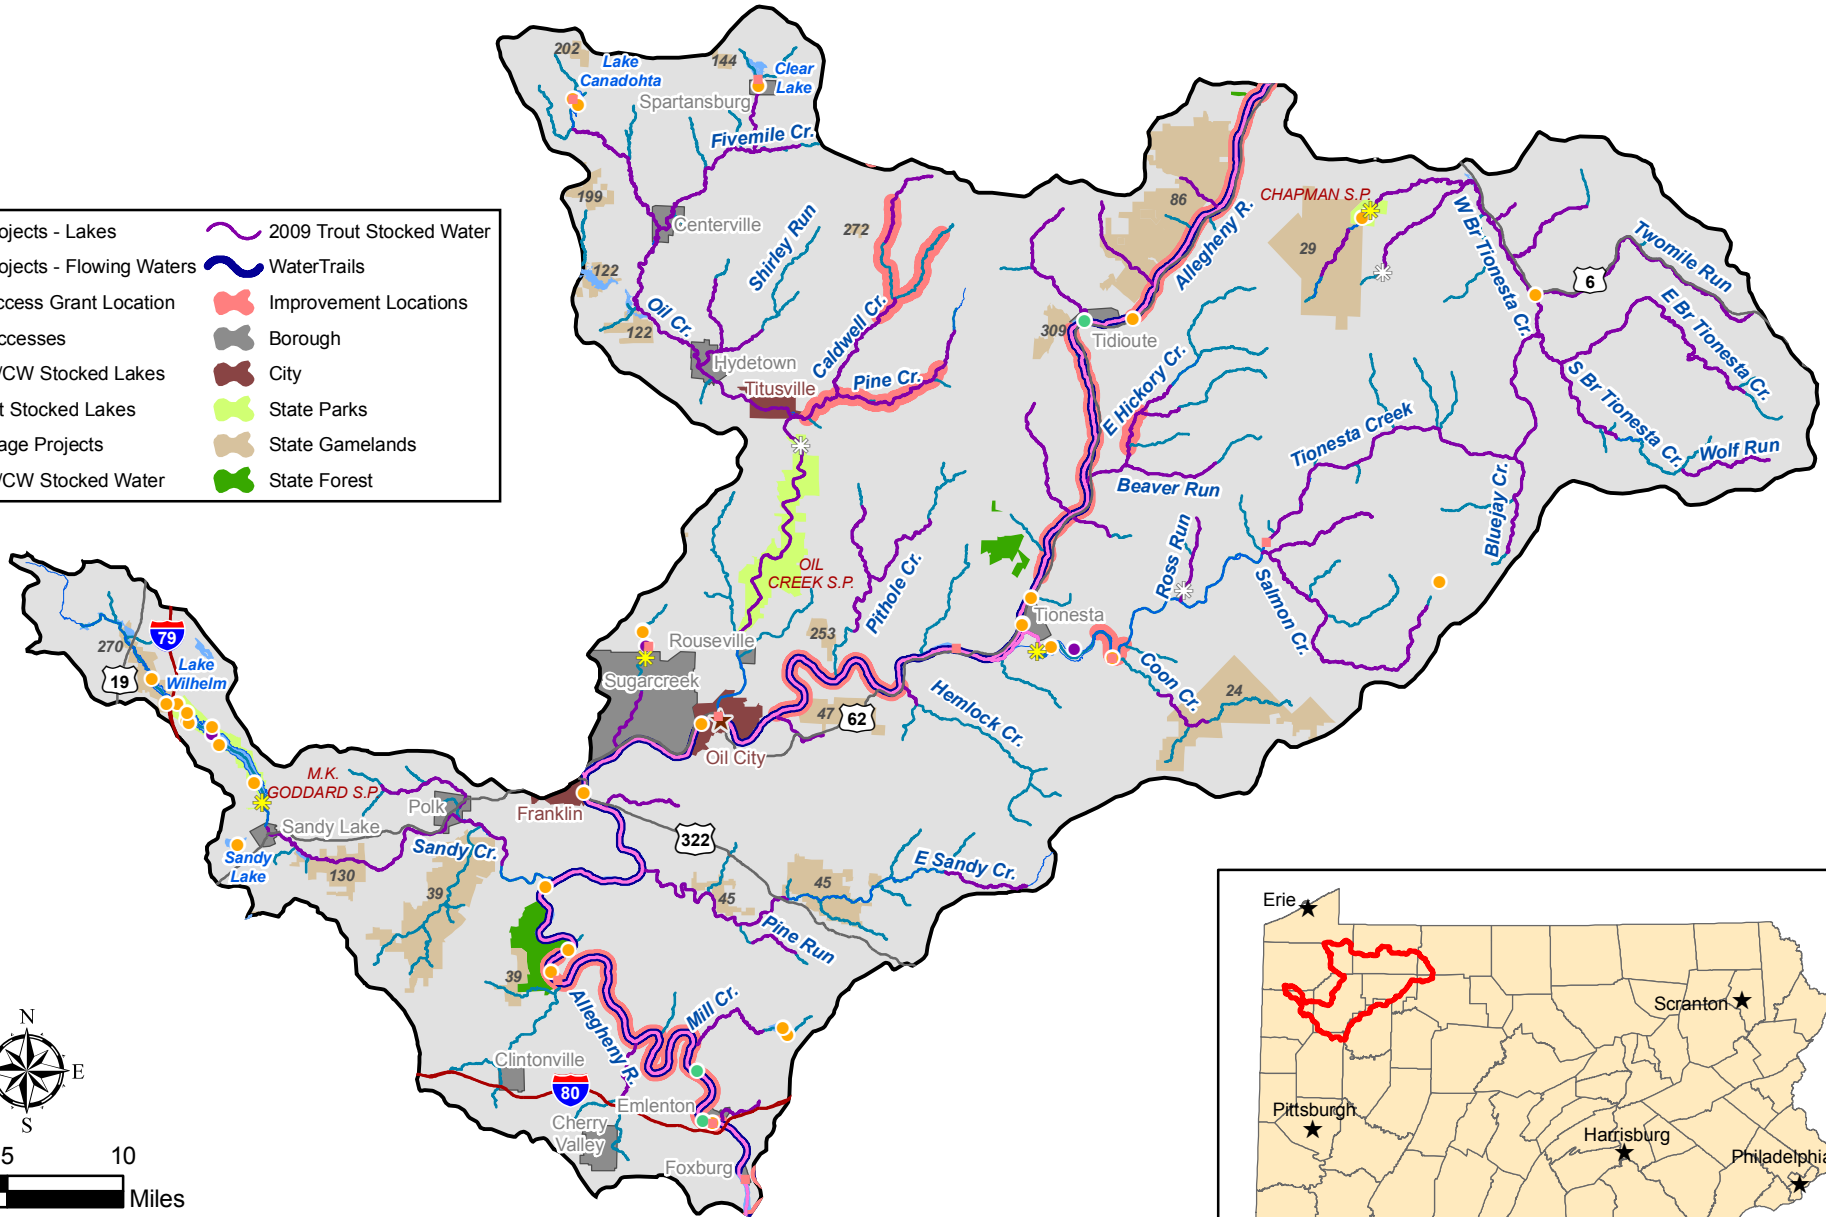 202
Lake
Canadohta
144
Clear
Lake
Spartansburg
Fivemile Cr.
199
Centerville
122
Shirley Run
272
Oil Cr.
122
Hydetown
Caldwell Cr.
Titusville
Pine Cr.
86
CHAPMAN S.P.
29
Allegheny R.
309
Tidioute
E Hickory Cr.
W Br Tionesta Cr.
6
Twomile Run
E Br Tionesta Cr.
S Br Tionesta Cr.
Wolf Run
Tionesta Creek
Beaver Run
Bluejay Cr.
Ross Run
Salmon Cr.
ojects - Lakes
ojects - Flowing Waters
ccess Grant Location
ccesses
/CW Stocked Lakes
t Stocked Lakes
age Projects
/CW Stocked Water
2009 Trout Stocked Water
WaterTrails
Improvement Locations
Borough
City
State Parks
State Gamelands
State Forest
OIL
CREEK S.P.
Pithole Cr.
Tionesta
Rouseville
253
Sugarcreek
Coon Cr.
24
Hemlock Cr.
47
62
Oil City
79
270
19
Lake
Wilhelm
M.K.
GODDARD S.P.
Polk
Franklin
Sandy Lake
Sandy
Lake
130
Sandy Cr.
39
322
E Sandy Cr.
45
45
Pine Run
39
Allegheny R.
Mill Cr.
Clintonville
80
Emlenton
Cherry
Valley
Foxburg
N
E
S
5
10
Miles
Erie
Scranton
Pittsburgh
Harrisburg
Philadelphia